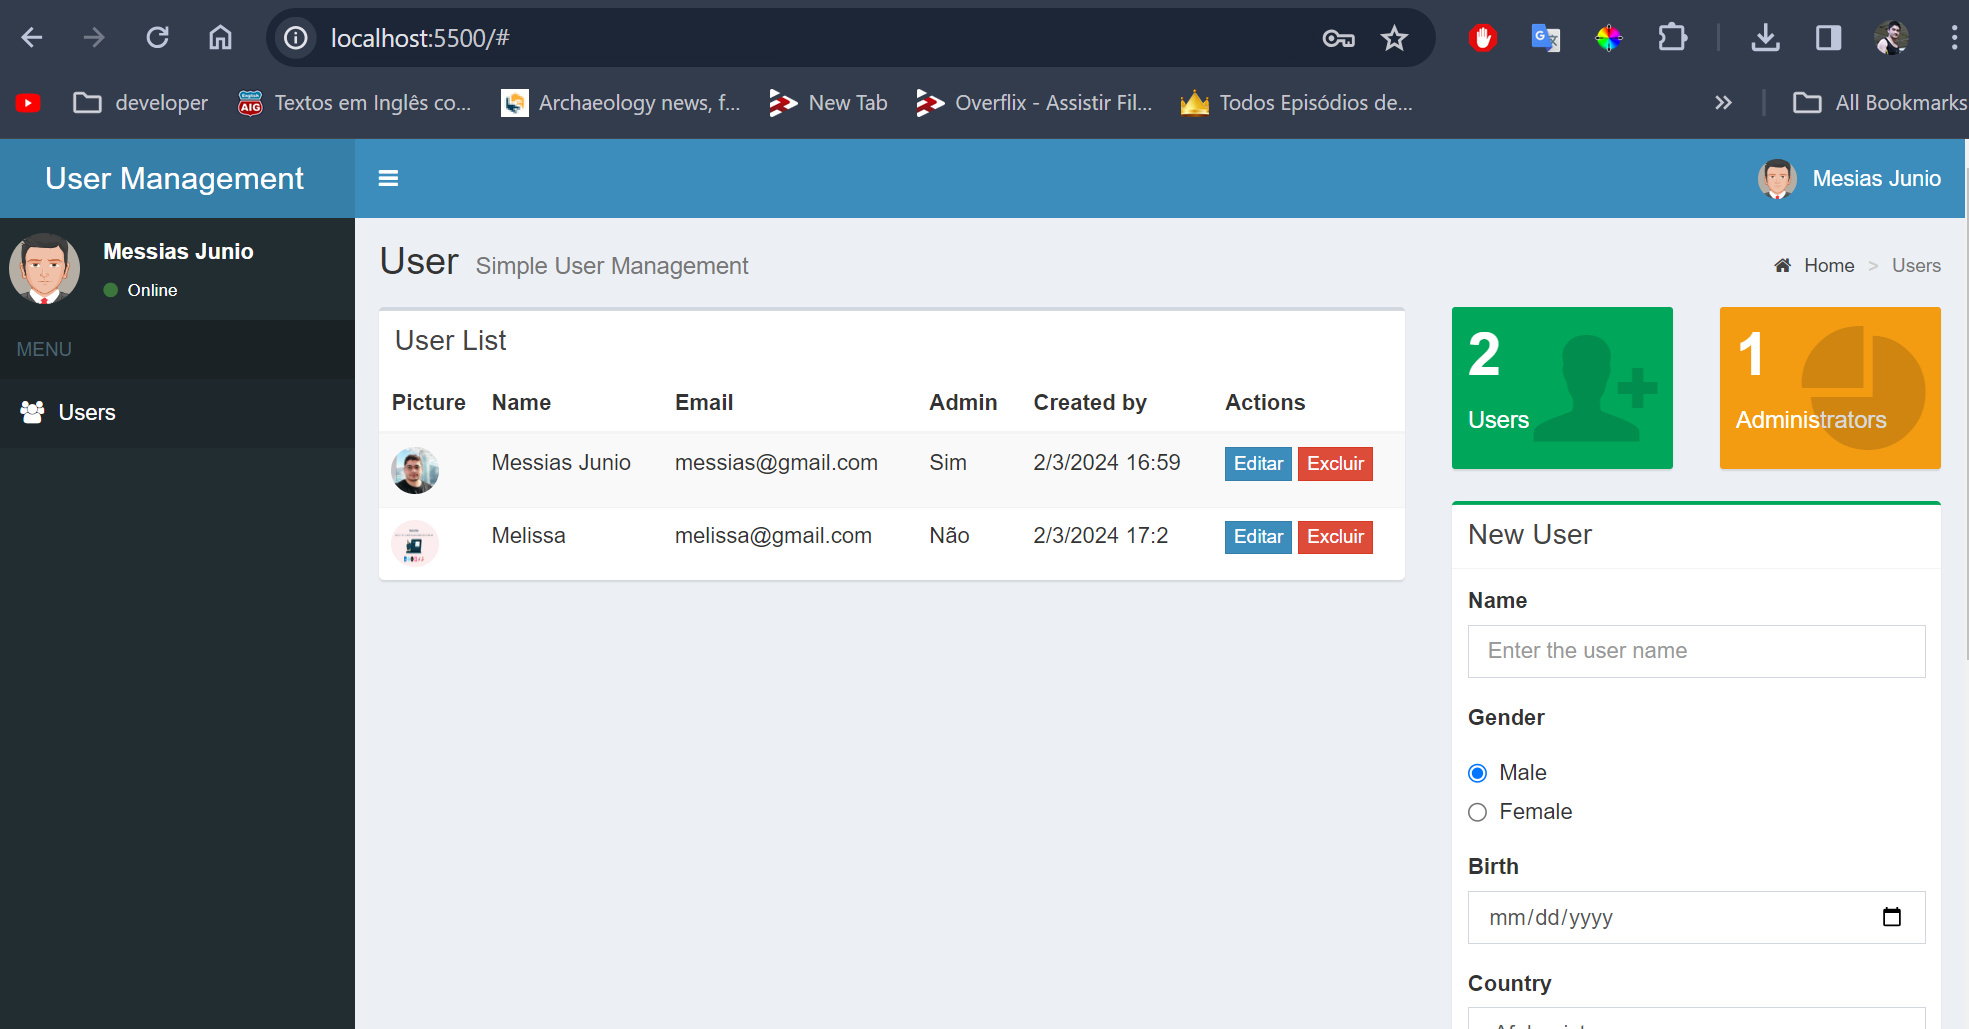 localhost:5500/#
developer
Textos em Inglês co...
Archaeology news, f...
New Tab
Overflix - Assistir Fil...
Todos Episódios de...
All Bookmarks
User Management
Mesias Junio
Messias Junio
Online
MENU
Users
User Simple User Management
Home > Users
User List
Picture Name Email Admin Created by Actions
Messias Junio messias@gmail.com Sim 2/3/2024 16:59 Editar Excluir
Melissa melissa@gmail.com Não 2/3/2024 17:2 Editar Excluir
2
Users
1
Administrators
New User
Name
Enter the user name
Gender
Male
Female
Birth
mm/dd/yyyy
Country